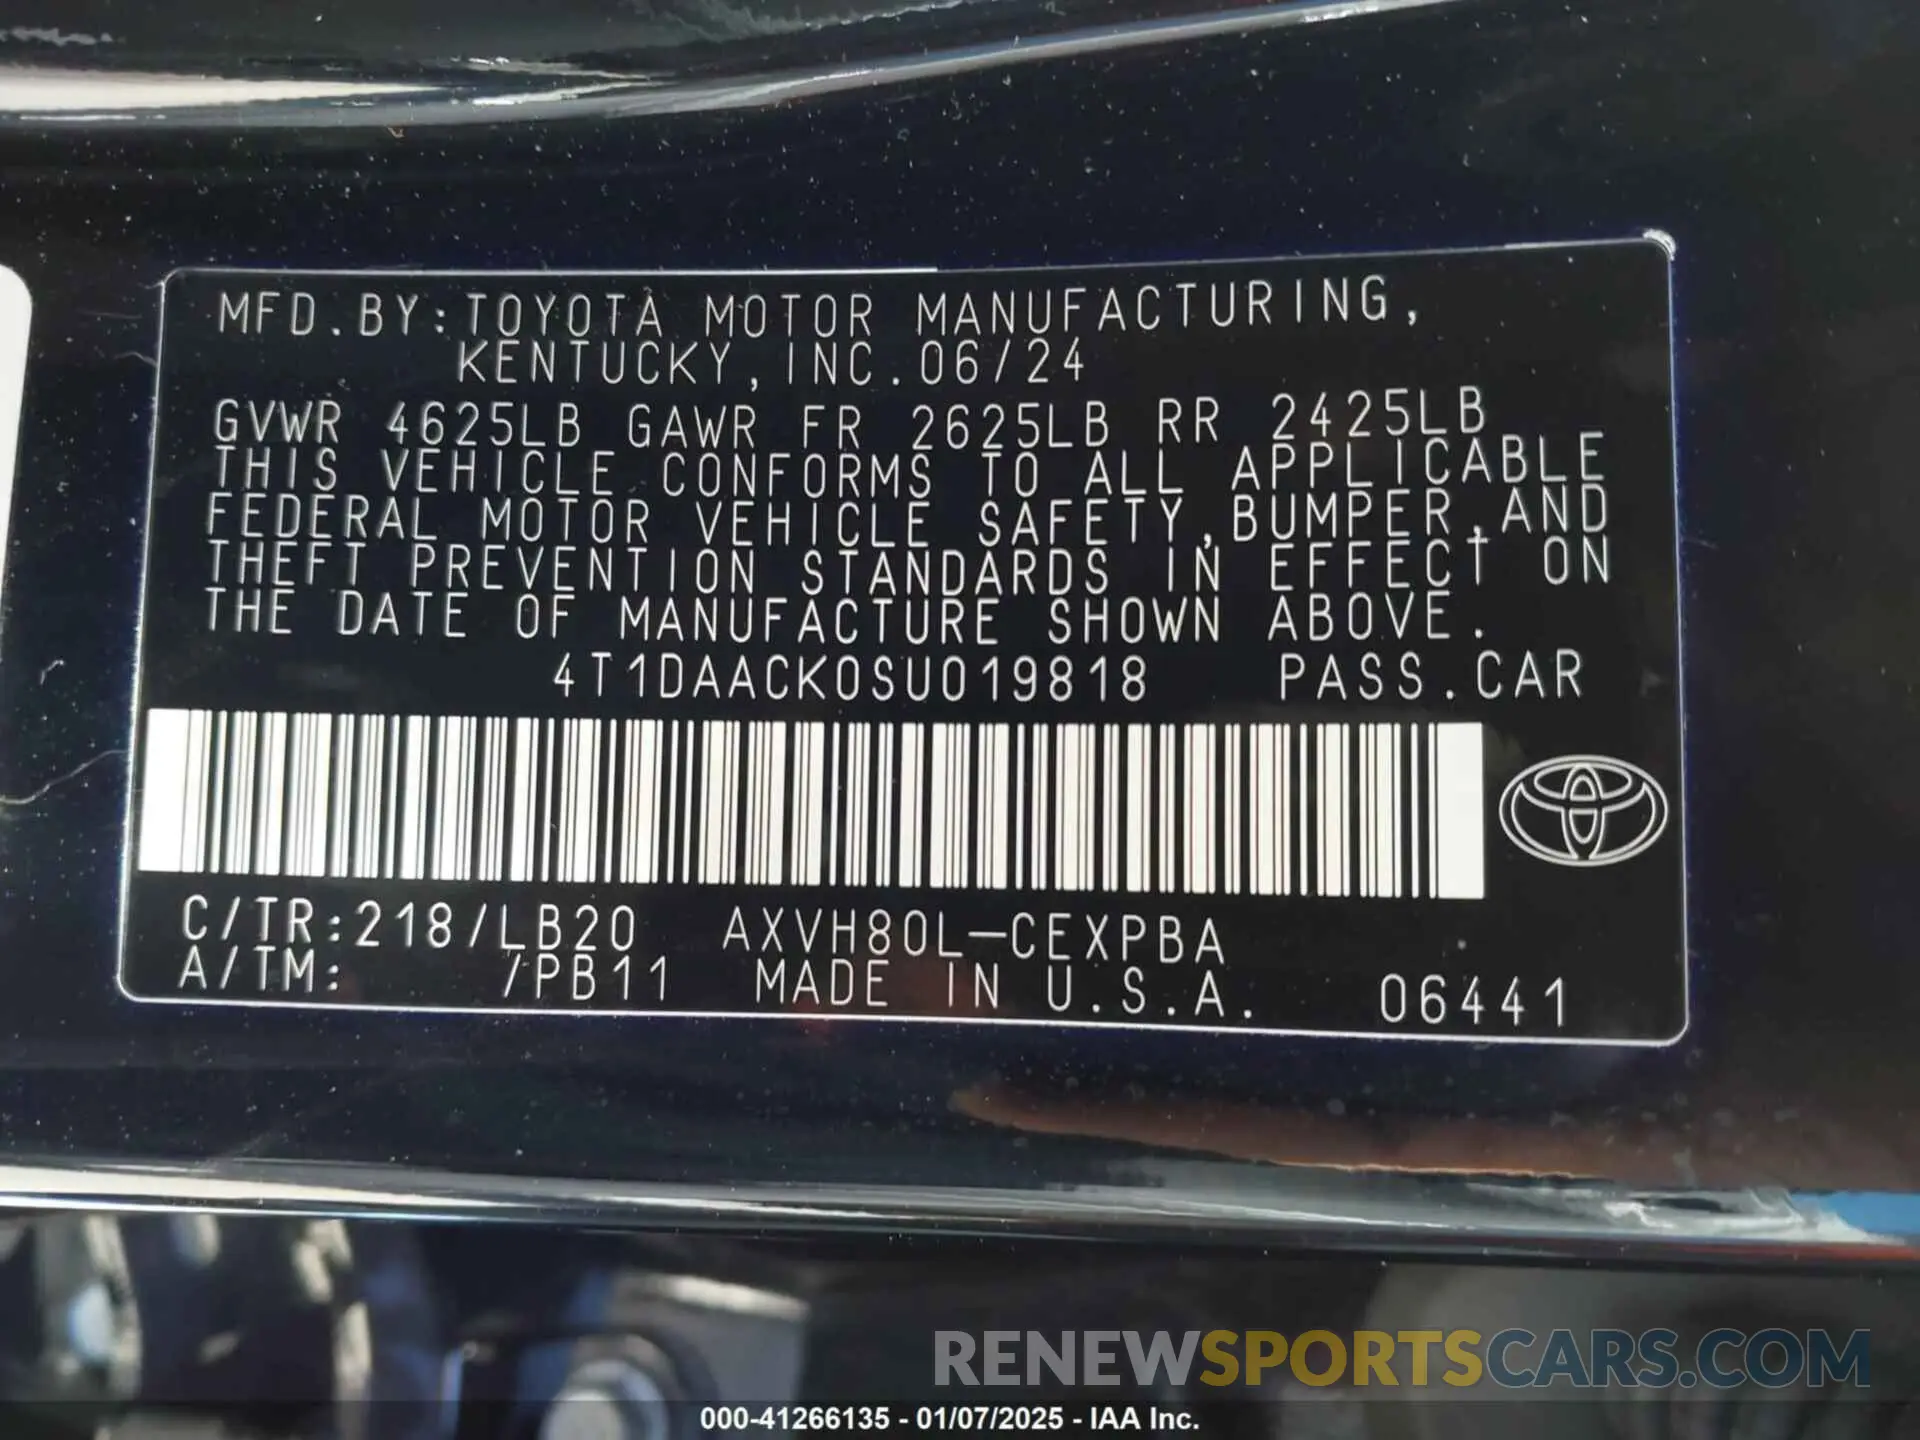 MFD.BY:TOYOTA MOTOR MANUFACTURING,
KENTUCKY,INC.06/24
GVWR 4625LB GAWR FR 2625LB RR 2425LB
THIS VEHICLE CONFORMS TO ALL APPLICABLE
FEDERAL MOTOR VEHICLE SAFETY,BUMPER,AND
THEFT PREVENTION STANDARDS IN EFFECT ON
THE DATE OF MANUFACTURE SHOWN ABOVE.
4T1DAACK0SU019818 PASS.CAR
C/TR:218/LB20 AXVH80L-CEXPBA
A/TM: /PB11 MADE IN U.S.A. 06441
RENEWSPORTSCARS.COM
000-41266135 - 01/07/2025 - IAA Inc.